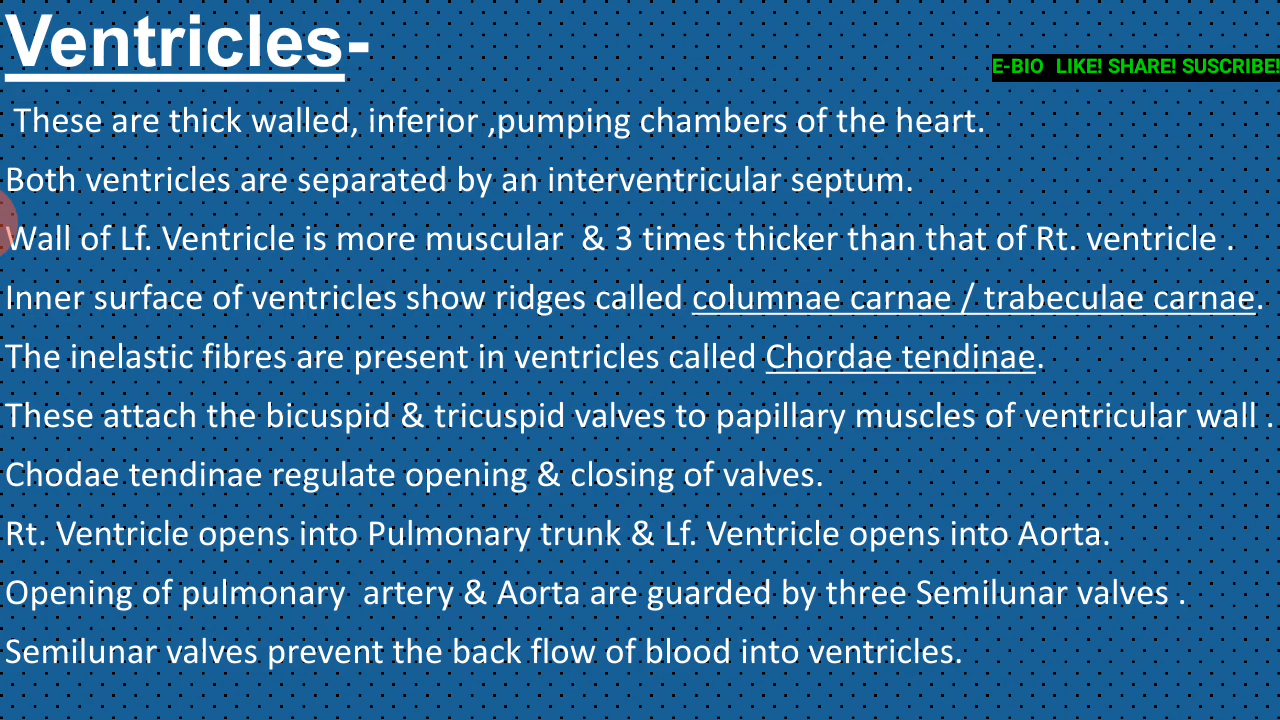 Ventricles-
E-BIO LIKE! SHARE! SUSCRIBE!
These are thick walled, inferior ,pumping chambers of the heart.
Both ventricles are separated by an interventricular septum.
Wall of Lf. Ventricle is more muscular & 3 times thicker than that of Rt. ventricle .
Inner surface of ventricles show ridges called columnae carnae / trabeculae carnae.
The inelastic fibres are present in ventricles called Chordae tendinae.
These attach the bicuspid & tricuspid valves to papillary muscles of ventricular wall .
Chodae tendinae regulate opening & closing of valves.
Rt. Ventricle opens into Pulmonary trunk & Lf. Ventricle opens into Aorta.
Opening of pulmonary artery & Aorta are guarded by three Semilunar valves .
Semilunar valves prevent the back flow of blood into ventricles.